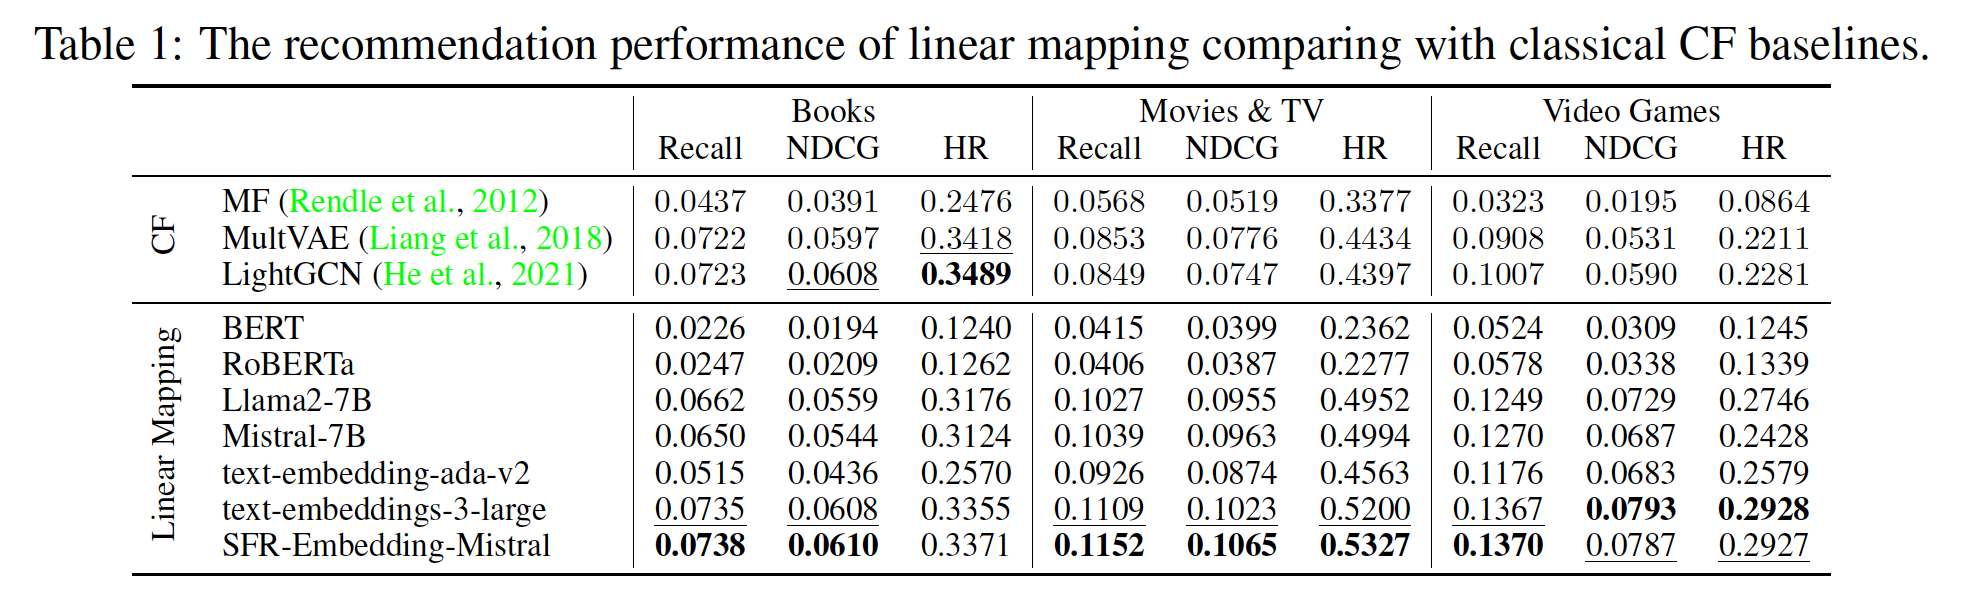 Table 1: The recommendation performance of linear mapping comparing with classical CF baselines.
Books Movies & TV Video Games
Recall NDCG HR Recall NDCG HR Recall NDCG HR
CF
MF (Rendle et al., 2012) 0.0437 0.0391 0.2476 0.0568 0.0519 0.3377 0.0323 0.0195 0.0864
MultVAE (Liang et al., 2018) 0.0722 0.0597 0.3418 0.0853 0.0776 0.4434 0.0908 0.0531 0.2211
LightGCN (He et al., 2021) 0.0723 0.0608 0.3489 0.0849 0.0747 0.4397 0.1007 0.0590 0.2281
Linear Mapping
BERT 0.0226 0.0194 0.1240 0.0415 0.0399 0.2362 0.0524 0.0309 0.1245
RoBERTa 0.0247 0.0209 0.1262 0.0406 0.0387 0.2277 0.0578 0.0338 0.1339
Llama2-7B 0.0662 0.0559 0.3176 0.1027 0.0955 0.4952 0.1249 0.0729 0.2746
Mistral-7B 0.0650 0.0544 0.3124 0.1039 0.0963 0.4994 0.1270 0.0687 0.2428
text-embedding-ada-v2 0.0515 0.0436 0.2570 0.0926 0.0874 0.4563 0.1176 0.0683 0.2579
text-embeddings-3-large 0.0735 0.0608 0.3355 0.1109 0.1023 0.5200 0.1367 0.0793 0.2928
SFR-Embedding-Mistral 0.0738 0.0610 0.3371 0.1152 0.1065 0.5327 0.1370 0.0787 0.2927